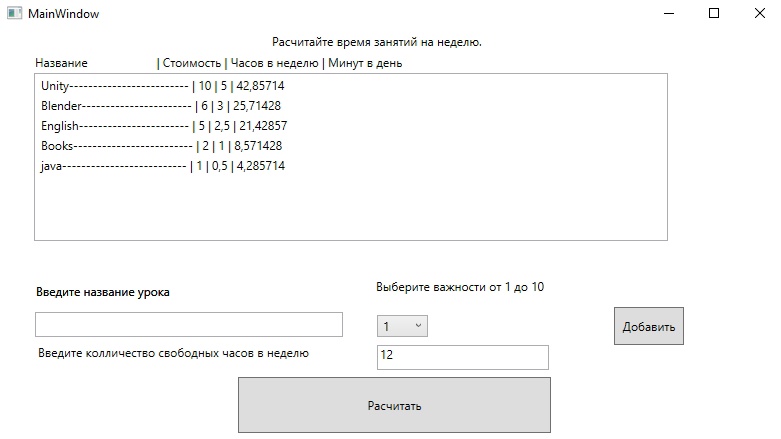 MainWindow
Расчитайте время занятий на неделю.
Название | Стоимость | Часов в неделю | Минут в день
Unity------------------------- | 10 | 5 | 42,85714
Blender----------------------- | 6 | 3 | 25,71428
English----------------------- | 5 | 2,5 | 21,42857
Books------------------------- | 2 | 1 | 8,571428
java-------------------------- | 1 | 0,5 | 4,285714
Введите название урока
Выберите важности от 1 до 10
1
Добавить
Введите колличество свободных часов в неделю
12
Расчитать